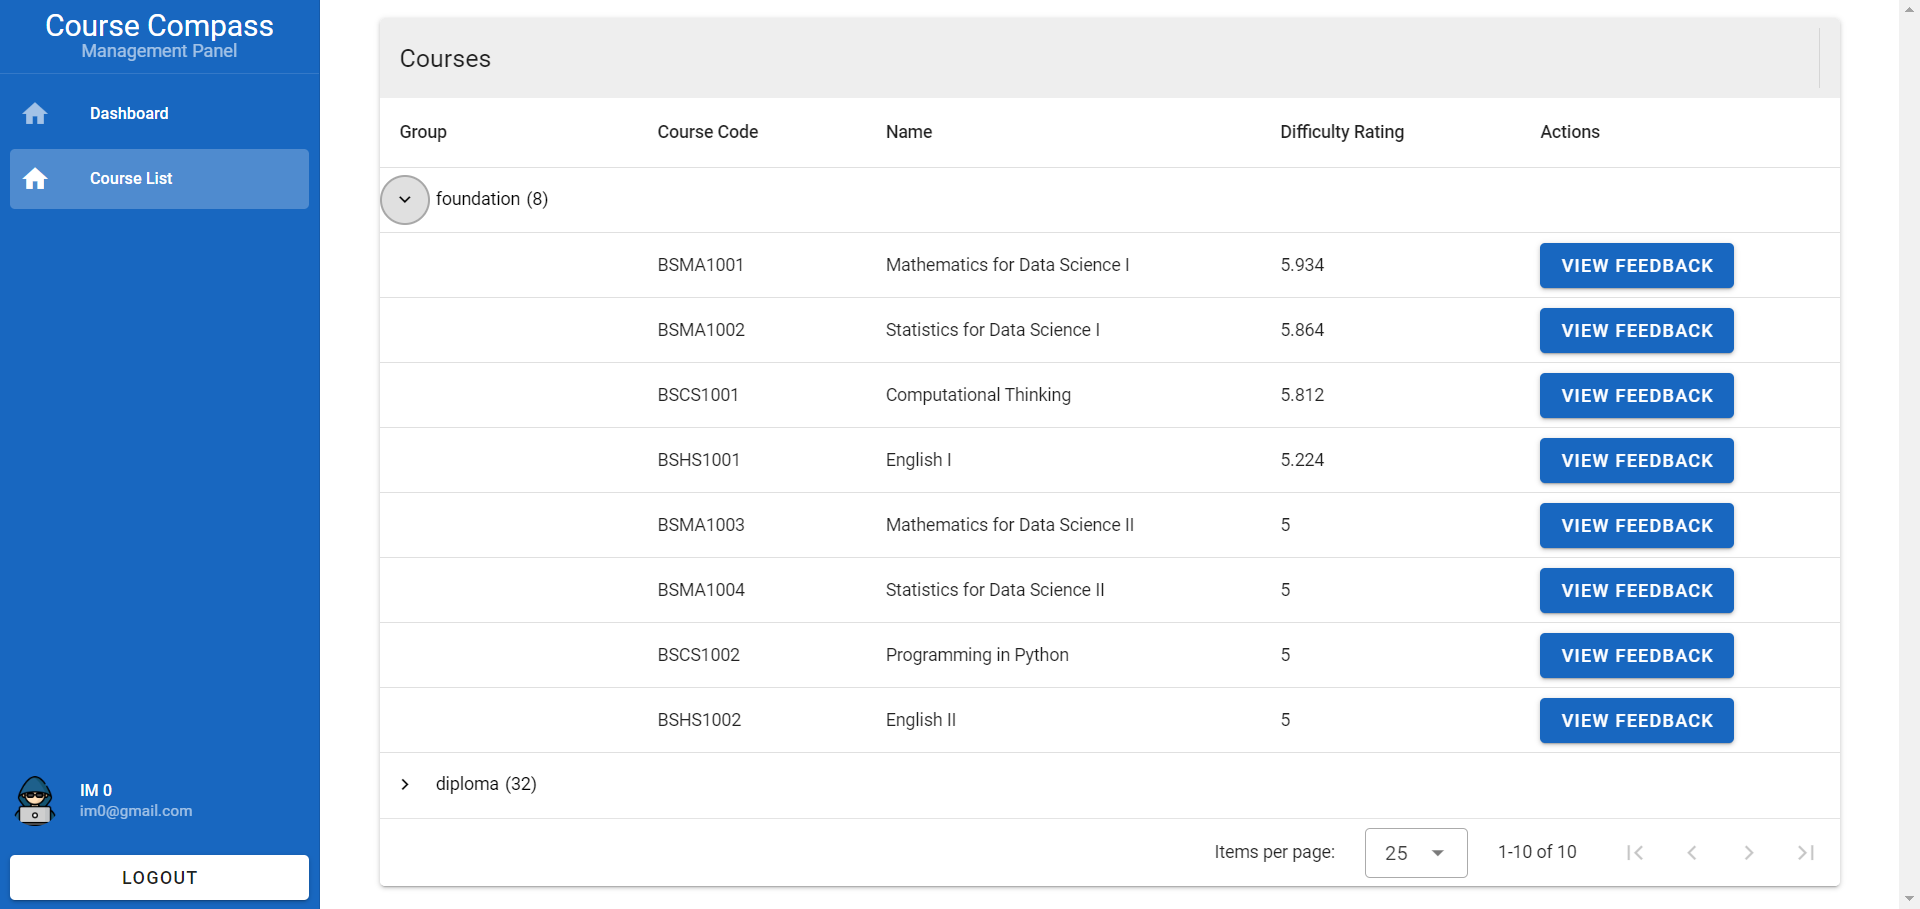 Course Compass
Management Panel
Dashboard
Course List
IM 0
im0@gmail.com
LOGOUT
Courses
Group Course Code Name Difficulty Rating Actions
foundation (8)
BSMA1001 Mathematics for Data Science I 5.934 VIEW FEEDBACK
BSMA1002 Statistics for Data Science I 5.864 VIEW FEEDBACK
BSCS1001 Computational Thinking 5.812 VIEW FEEDBACK
BSHS1001 English I 5.224 VIEW FEEDBACK
BSMA1003 Mathematics for Data Science II 5 VIEW FEEDBACK
BSMA1004 Statistics for Data Science II 5 VIEW FEEDBACK
BSCS1002 Programming in Python 5 VIEW FEEDBACK
BSHS1002 English II 5 VIEW FEEDBACK
diploma (32)
Items per page: 25 1-10 of 10